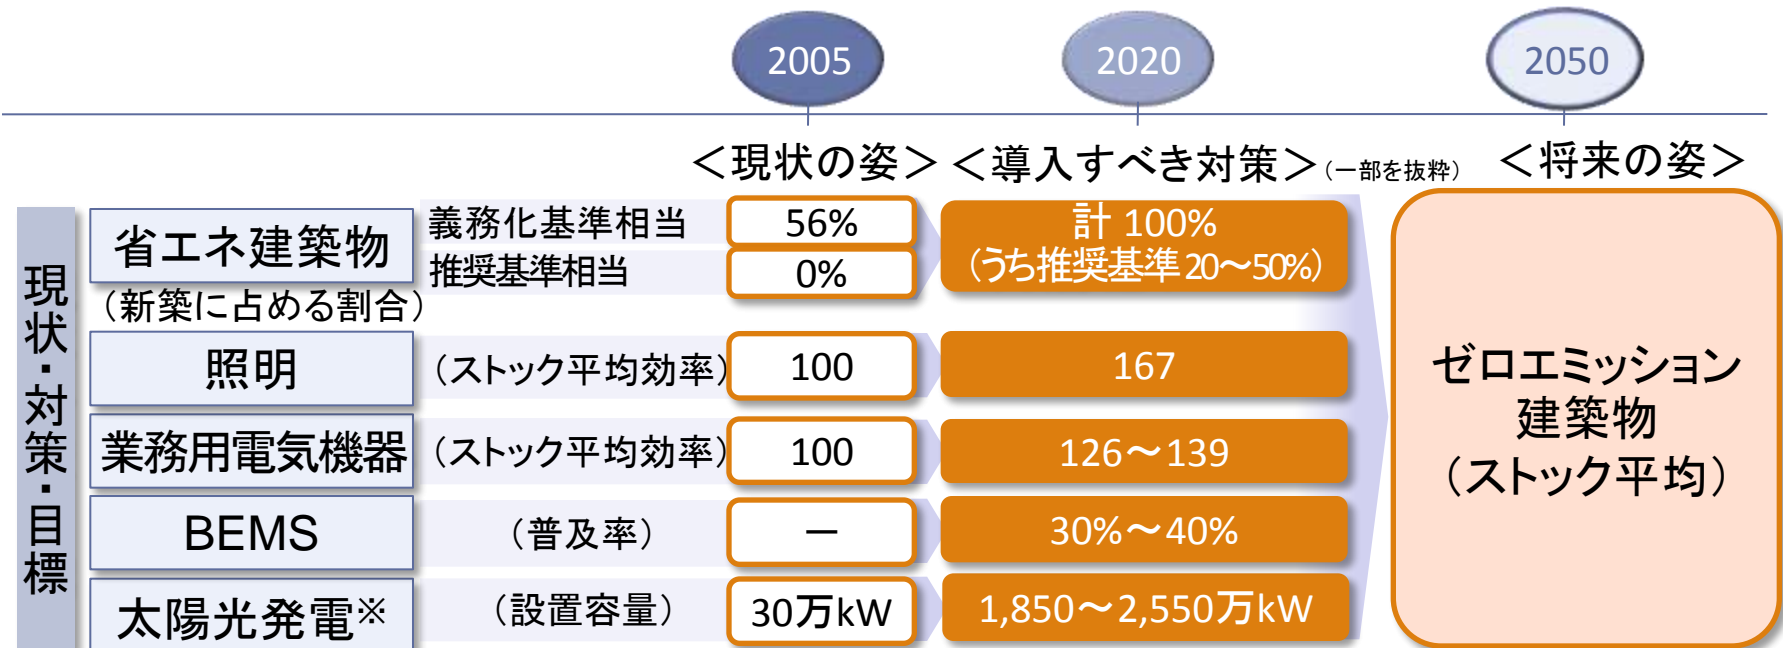 2005
2020
2050
＜現状の姿＞
＜導入すべき対策＞（一部を抜粋）
＜将来の姿＞
現状・対策・目標
省エネ建築物
（新築に占める割合）
義務化基準相当
56%
推奨基準相当
0%
計 100%
（うち推奨基準 20～50%）
照明
（ストック平均効率）
100
167
業務用電気機器
（ストック平均効率）
100
126～139
BEMS
（普及率）
－
30%～40%
太陽光発電※
（設置容量）
30万kW
1,850～2,550万kW
ゼロエミッション
建築物
（ストック平均）